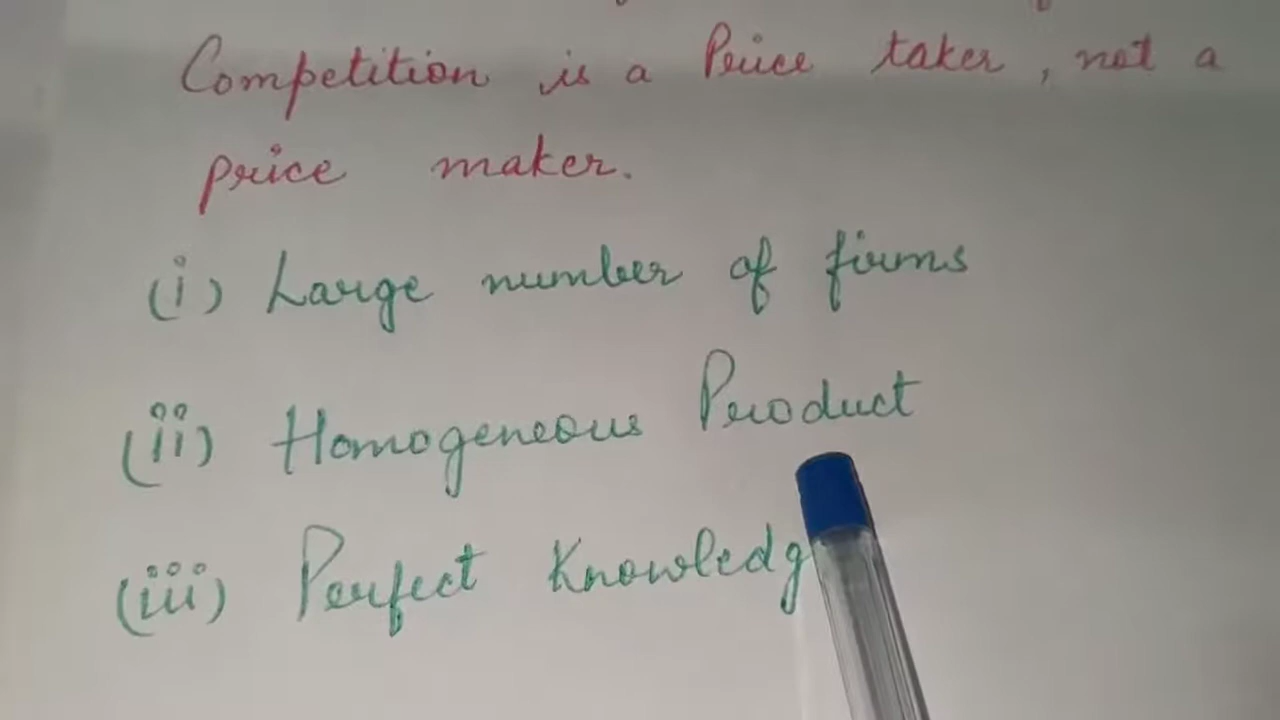 Competition is a Price taker, not a
price maker.
(i) Large number of firms
(ii) Homogeneous Product
(iii) Perfect Knowledg